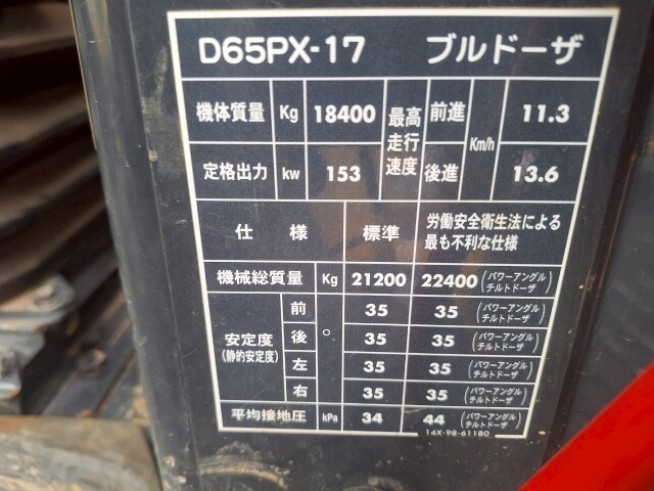 D65PX-17 ブルドーザ
機体質量 Kg 18400 最高走行速度 前進 Km/h 11.3
定格出力 kw 153 後進 13.6
仕様 標準 労働安全衛生法による
最も不利な仕様
機械総質量 Kg 21200 22400 (パワーアングル
チルトドーザ)
安定度
(静的安定度) 前 ° 35 35 (パワーアングル
チルトドーザ)
後 35 35 (パワーアングル
チルトドーザ)
左 35 35 (パワーアングル
チルトドーザ)
右 35 35 (パワーアングル
チルトドーザ)
平均接地圧 kPa 34 44 (パワーアングル
チルトドーザ)
14X-98-61180